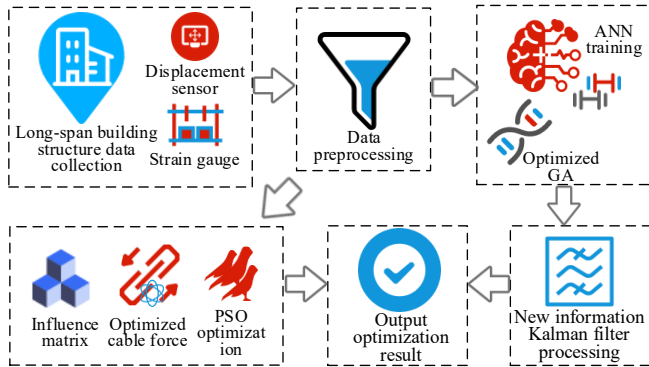 Long-span building
structure data
collection
Displacement
sensor
Strain gauge
Data
preprocessing
ANN
training
Optimized
GA
Influence
matrix
Optimized
cable force
PSO
optimizat
ion
Output
optimization
result
New information
Kalman filter
processing